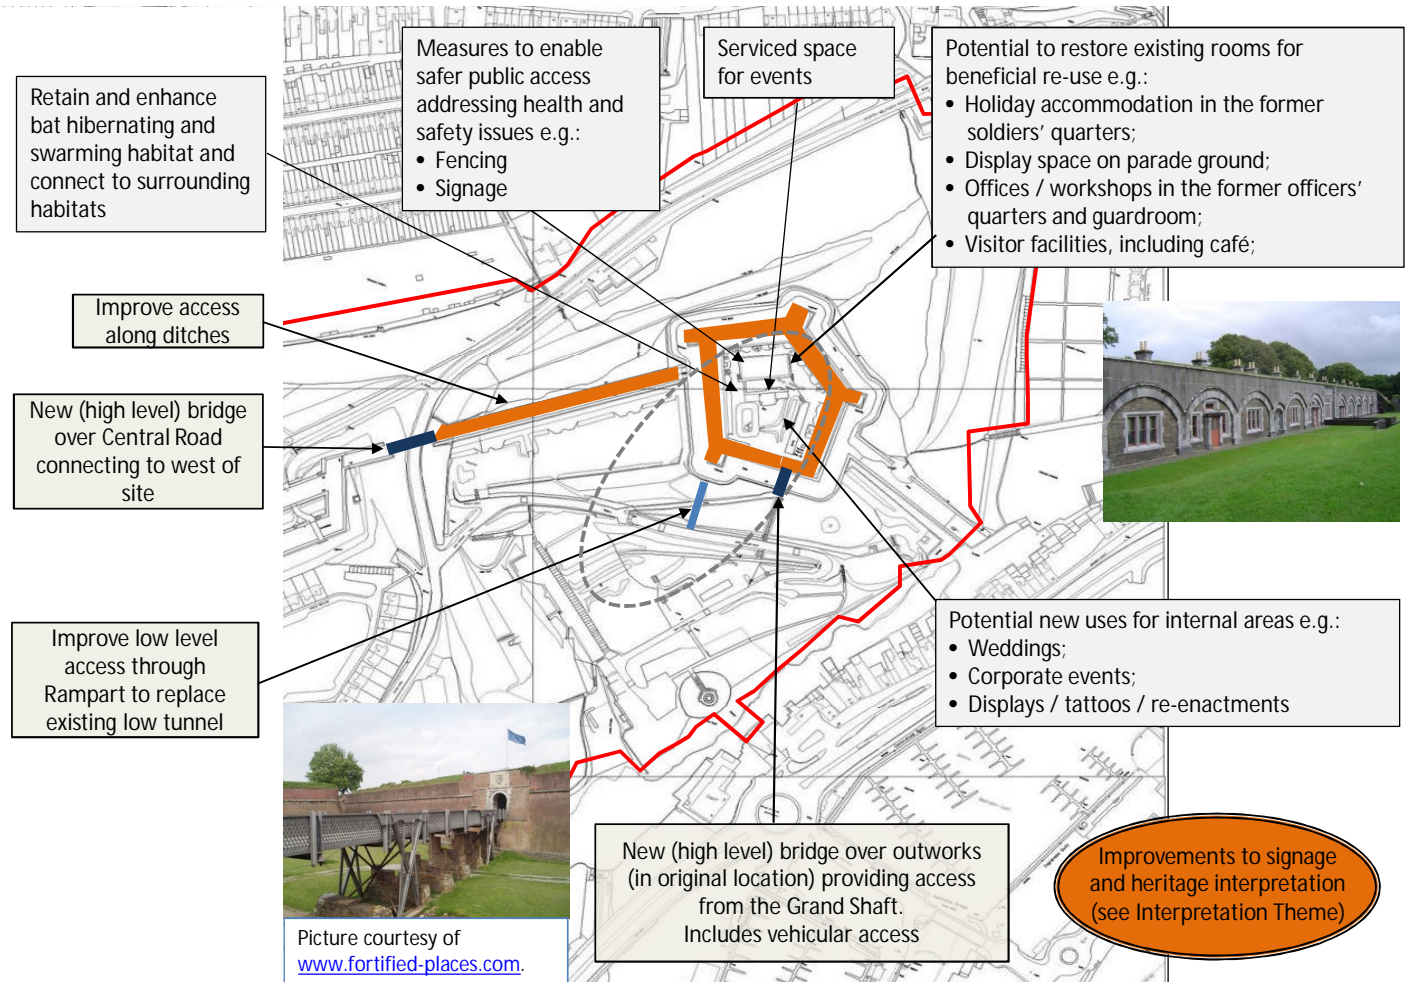 Measures to enable
safer public access
addressing health and
safety issues e.g.:
• Fencing
• Signage
Serviced space
for events
Potential to restore existing rooms for
beneficial re-use e.g.:
• Holiday accommodation in the former
soldiers’ quarters;
• Display space on parade ground;
• Offices / workshops in the former officers’
quarters and guardroom;
• Visitor facilities, including café;
Retain and enhance
bat hibernating and
swarming habitat and
connect to surrounding
habitats
Improve access
along ditches
New (high level) bridge
over Central Road
connecting to west of
site
Improve low level
access through
Rampart to replace
existing low tunnel
Potential new uses for internal areas e.g.:
• Weddings;
• Corporate events;
• Displays / tattoos / re-enactments
New (high level) bridge over outworks
(in original location) providing access
from the Grand Shaft.
Includes vehicular access
Improvements to signage
and heritage interpretation
(see Interpretation Theme)
Picture courtesy of
www.fortified-places.com.